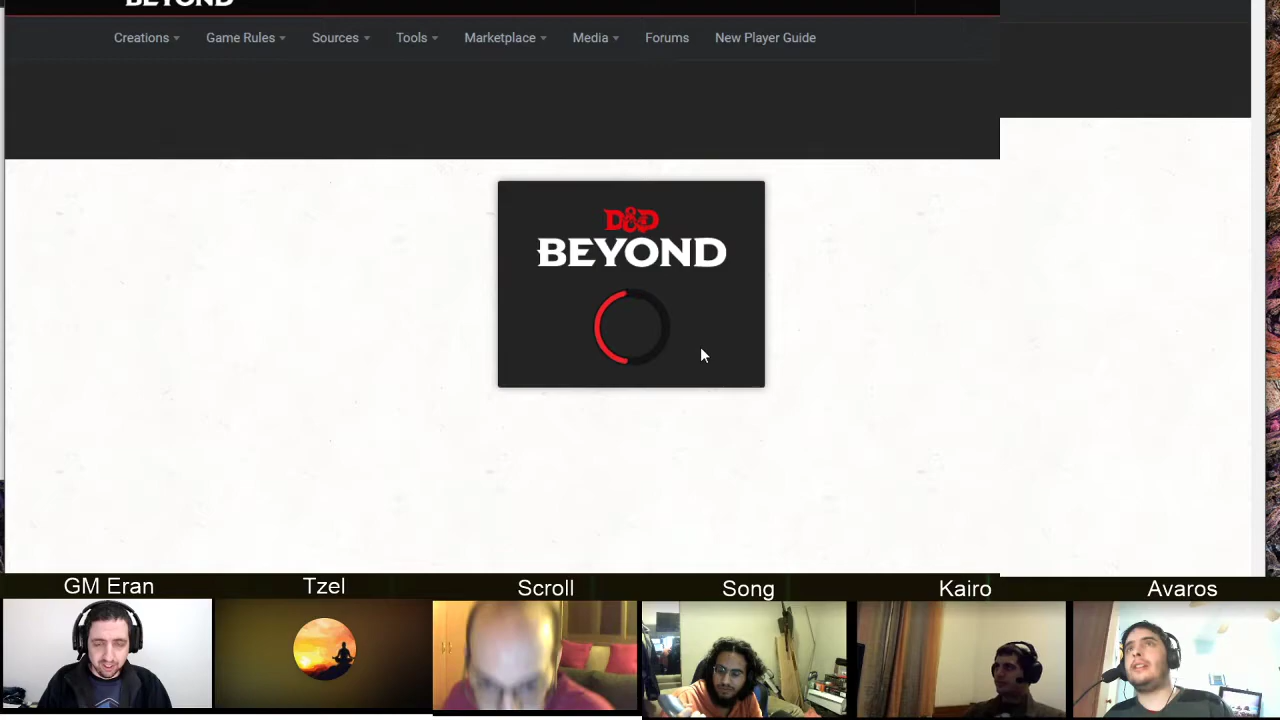 BEYOND
Creations Game Rules Sources Tools Marketplace Media Forums New Player Guide
D&D
BEYOND
GM Eran Tzel Scroll Song Kairo Avaros